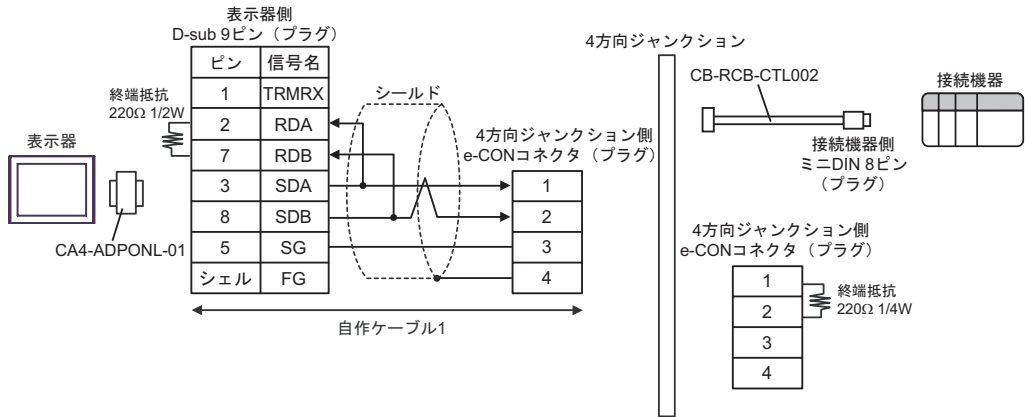 表示器側
D-sub 9ピン（プラグ）
ピン 信号名
1 TRMRX
2 RDA
7 RDB
3 SDA
8 SDB
5 SG
シェル FG
終端抵抗
220Ω 1/2W
表示器
CA4-ADPONL-01
シールド
4方向ジャンクション側
e-CONコネクタ（プラグ）
1
2
3
4
自作ケーブル1
4方向ジャンクション
CB-RCB-CTL002
接続機器
接続機器側
ミニDIN 8ピン
（プラグ）
4方向ジャンクション側
e-CONコネクタ（プラグ）
1
2
3
4
終端抵抗
220Ω 1/4W